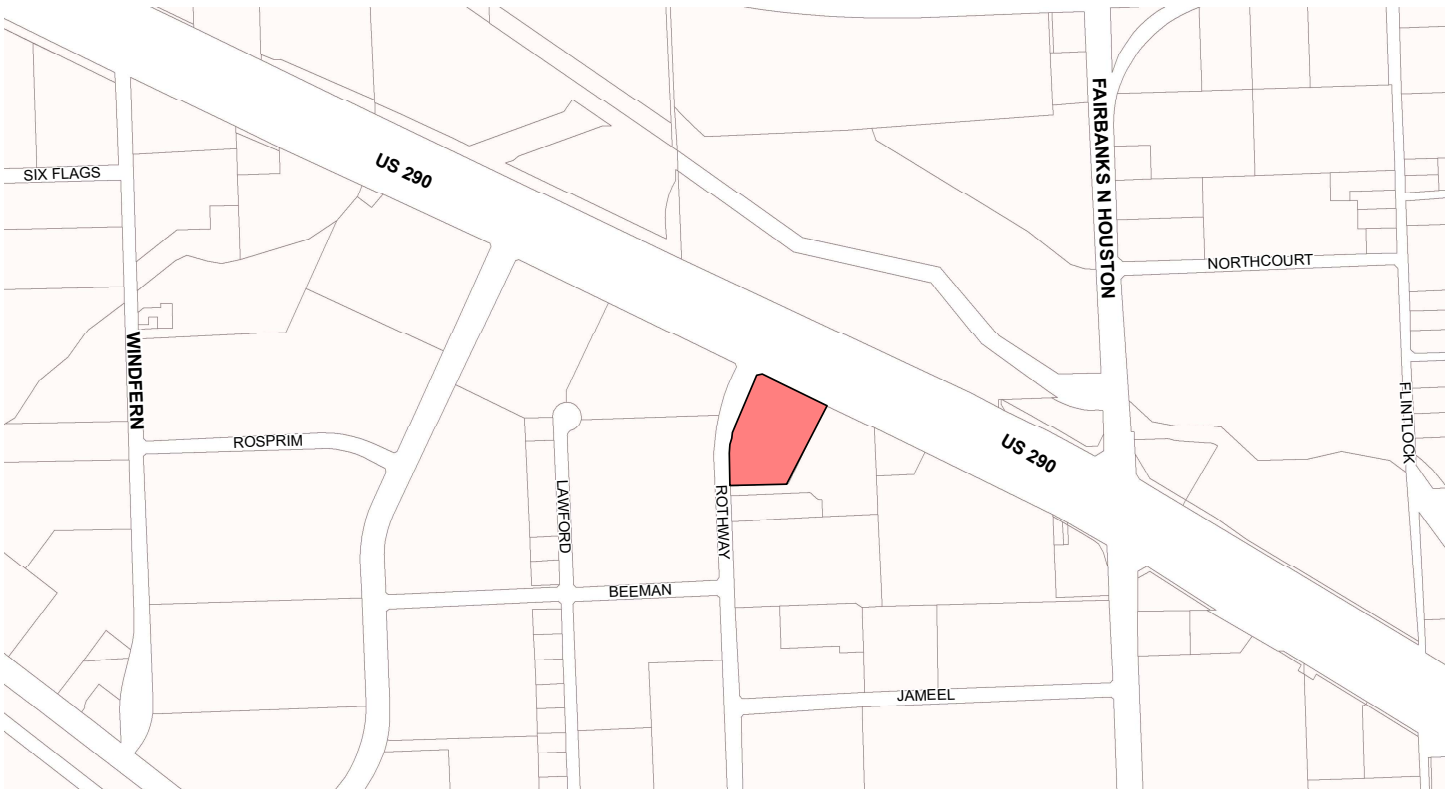 US 290
SIX FLAGS
FAIRBANKS N HOUSTON
NORTHCOURT
WINDFERN
FLINTLOCK
ROSPRIM
US 290
LAWFORD
ROTHWAY
BEEMAN
JAMEEL